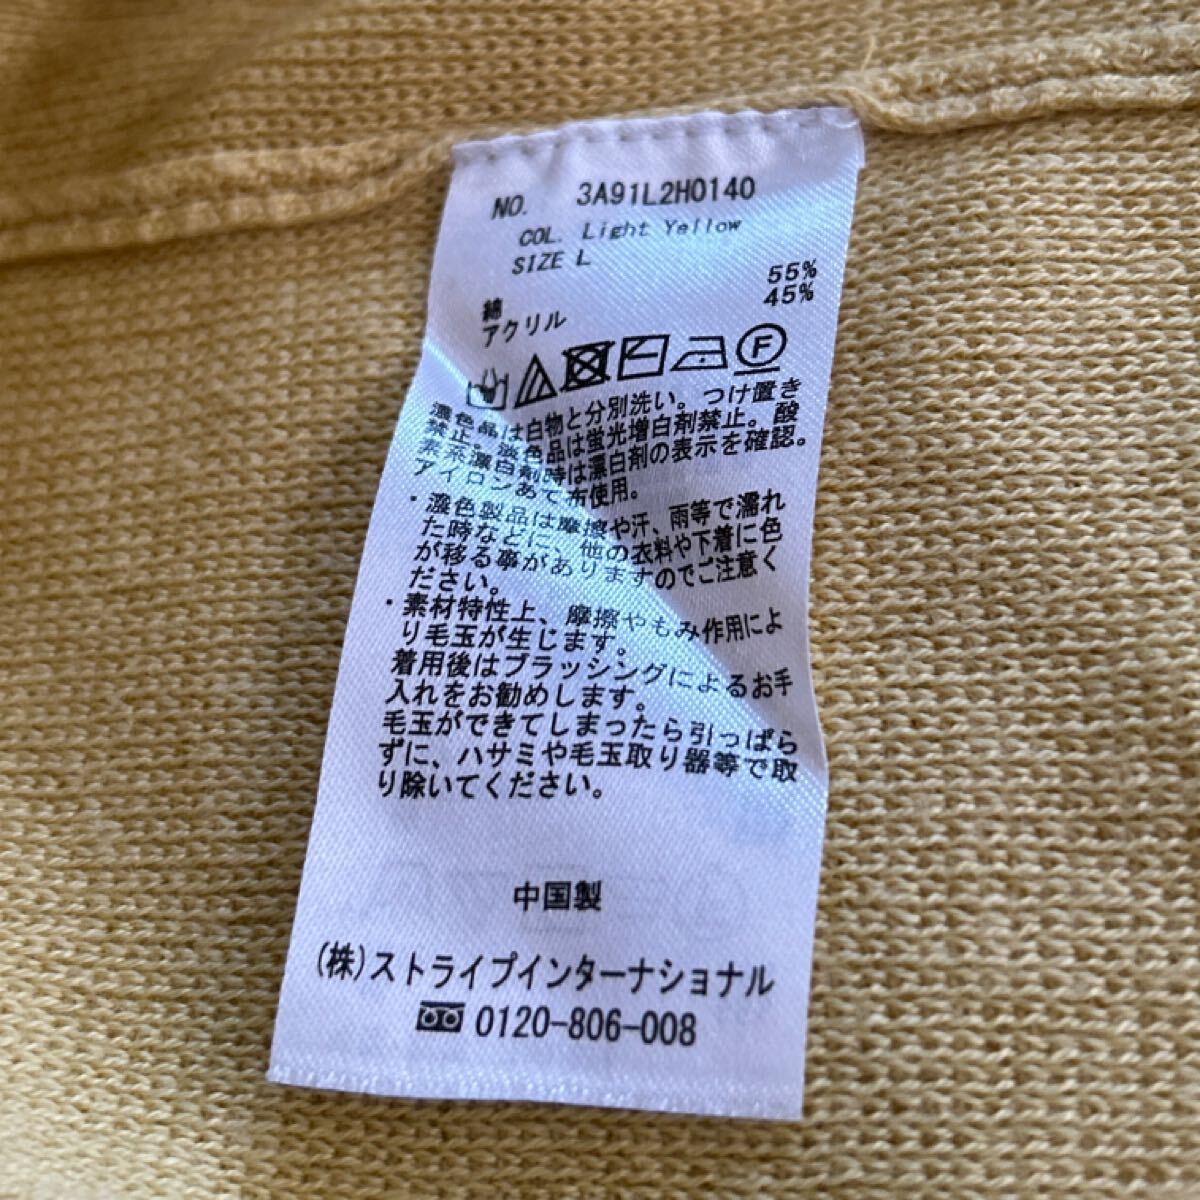 NO. 3A91L2H0140
COL. Light Yellow
SIZE L
綿 55%
アクリル 45%
F
濃色品は白物と分別洗い。つけ置き
禁止。淡色品は蛍光増白剤禁止。酸
素系漂白剤時は漂白剤の表示を確認。
アイロンあて布使用。
・濃色製品は摩擦や汗、雨等で濡れ
た時などに、他の衣料や下着に色
が移る事がありますのでご注意く
ださい。
・素材特性上、摩擦やもみ作用によ
り毛玉が生じます。
着用後はブラッシングによるお手
入れをお勧めします。
毛玉ができてしまったら引っぱら
ずに、ハサミや毛玉取り器等で取
り除いてください。
中国製
(株)ストライプインターナショナル
0120-806-008